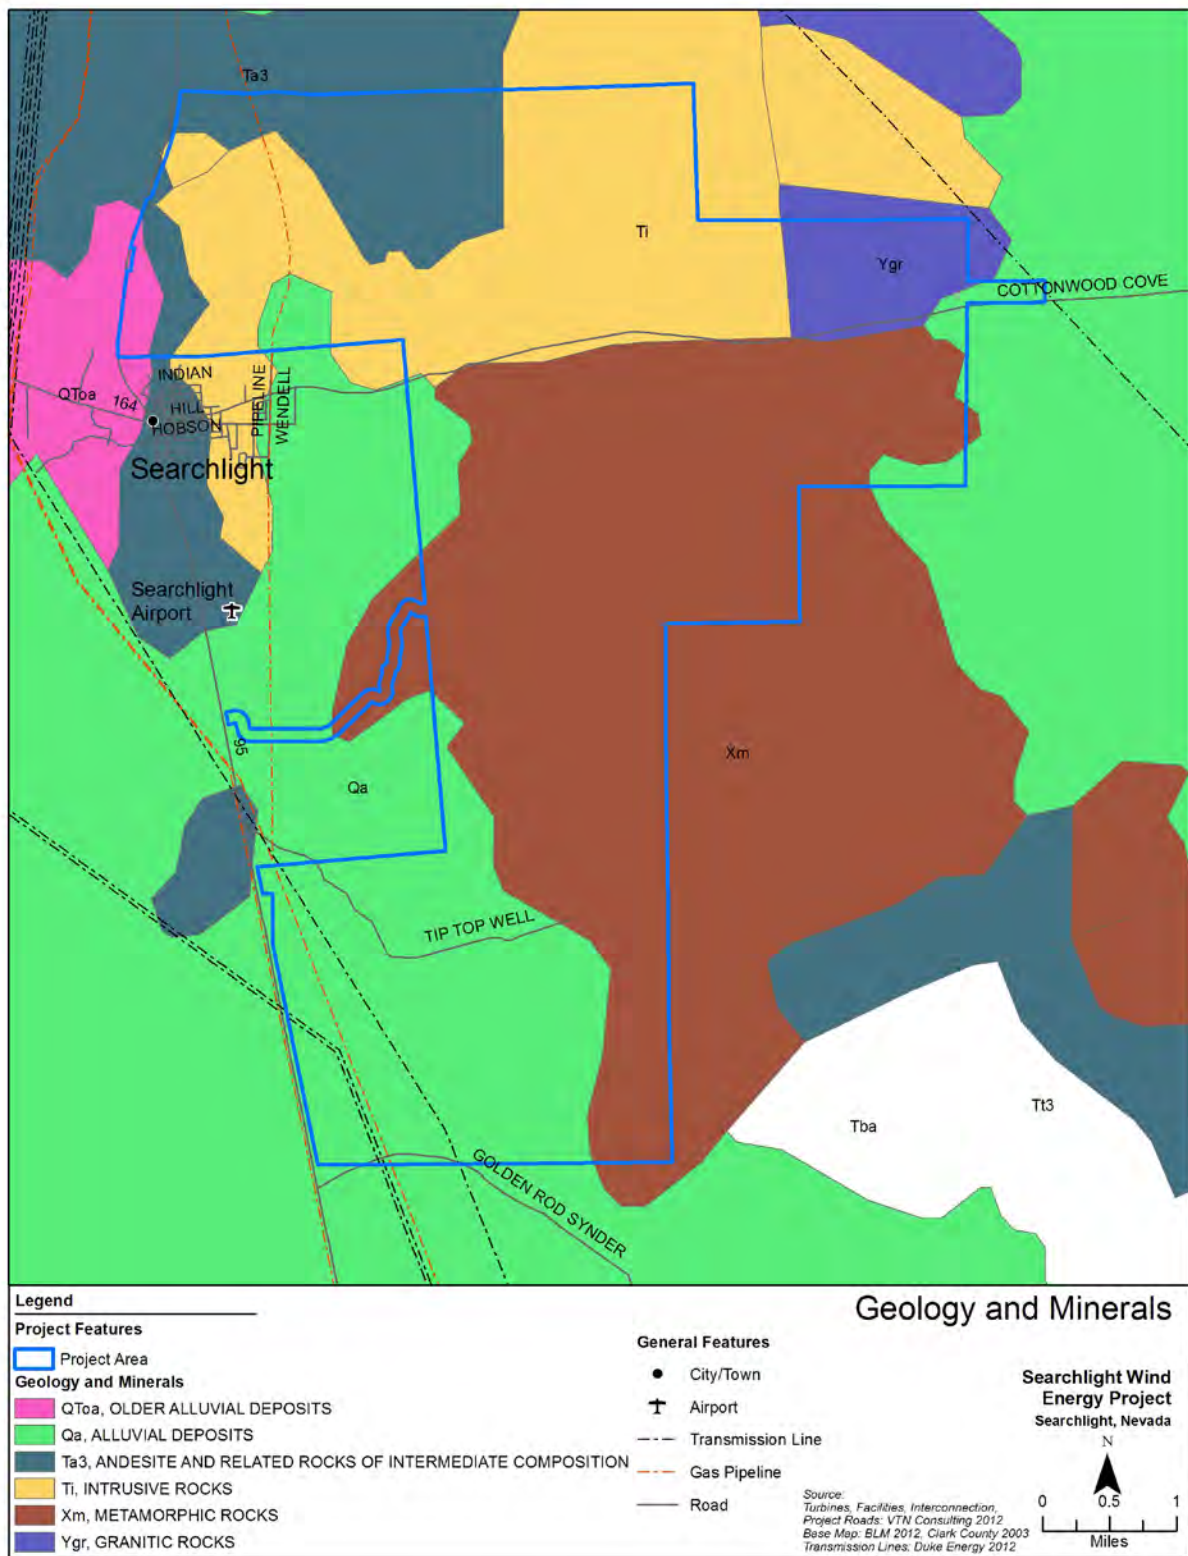 Ta3
Ti
Ygr
COTTONWOOD COVE
INDIAN
QToa
164
HILL
HOBSON
PIPELINE
WENDELL
Searchlight
Searchlight
Airport
95
Qa
Xm
TIP TOP WELL
Tba
Tt3
GOLDEN ROD SYNDER
Legend
Project Features
Project Area
Geology and Minerals
QToa, OLDER ALLUVIAL DEPOSITS
Qa, ALLUVIAL DEPOSITS
Ta3, ANDESITE AND RELATED ROCKS OF INTERMEDIATE COMPOSITION
Ti, INTRUSIVE ROCKS
Xm, METAMORPHIC ROCKS
Ygr, GRANITIC ROCKS
General Features
City/Town
Airport
Transmission Line
Gas Pipeline
Road
Geology and Minerals
Searchlight Wind
Energy Project
Searchlight, Nevada
N
0 0.5 1
Miles
Source:
Turbines, Facilities, Interconnection,
Project Roads: VTN Consulting 2012
Base Map: BLM 2012, Clark County 2003
Transmission Lines: Duke Energy 2012